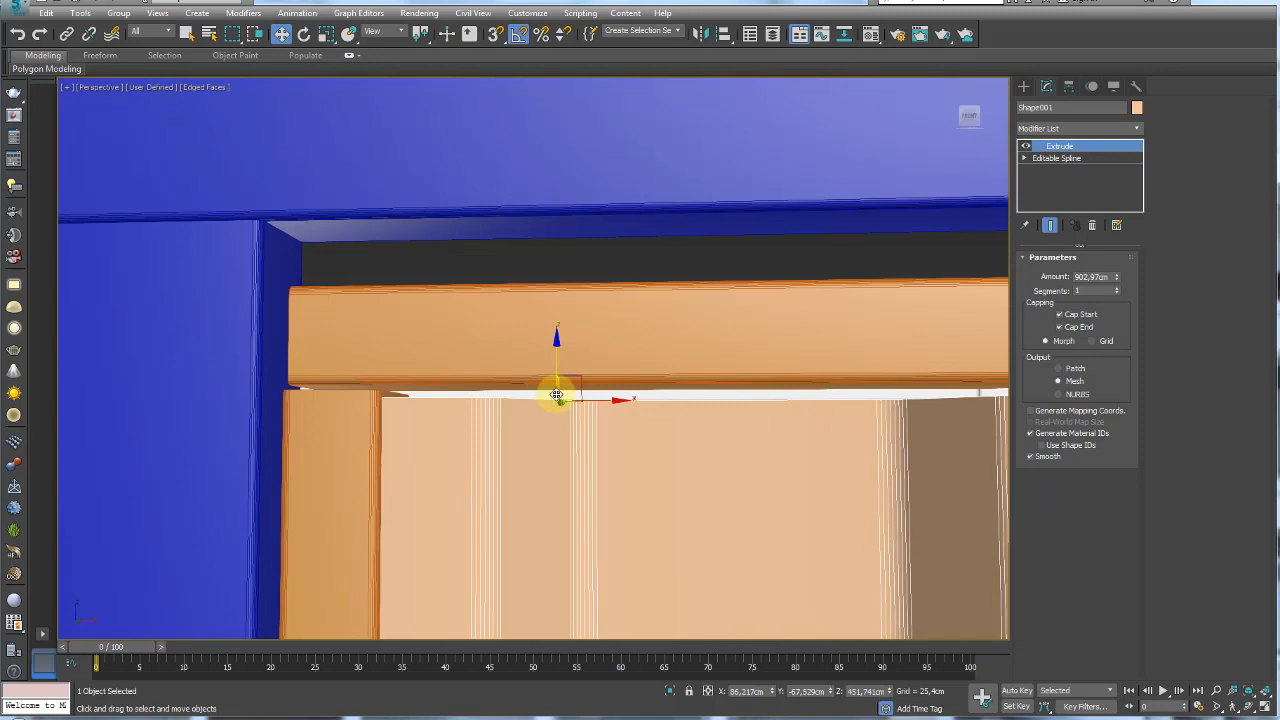 Edit Tools Group Views Create Modifiers Animation Graph Editors Rendering Civil View Customize Scripting Content Help
All View Create Selection Se
Modeling Freeform Selection Object Paint Populate
Polygon Modeling
[+] [Perspective] [User Defined] [Edged Faces]
FRONT
Shape001
Modifier List
Extrude
Editable Spline
Parameters
Amount: 902,97cm
Segments: 1
Capping
Cap Start
Cap End
Morph Grid
Output
Patch
Mesh
NURBS
Generate Mapping Coords.
Real-World Map Size
Generate Material IDs
Use Shape IDs
Smooth
z
x
z
< 0 / 100 >
0 5 10 15 20 25 30 35 40 45 50 55 60 65 70 75 80 85 90 95 100
1 Object Selected X: 86,217cm Y: -67,529cm Z: 451,741cm Grid = 25,4cm Auto Key Selected
Welcome to M Click and drag to select and move objects Add Time Tag Set Key Key Filters... 0